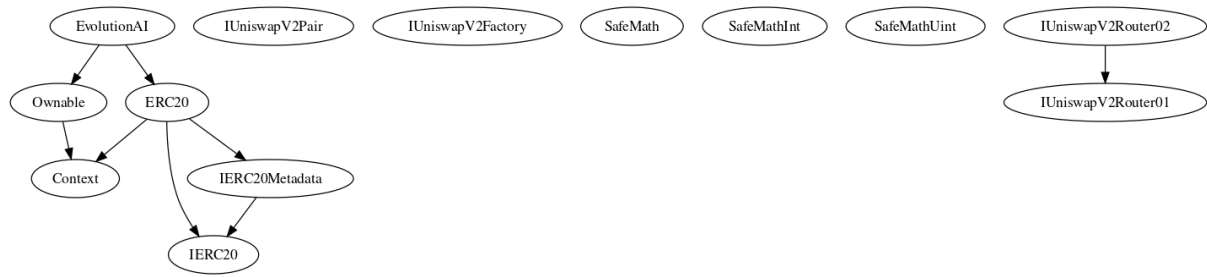 EvolutionAI
IUniswapV2Pair
IUniswapV2Factory
SafeMath
SafeMathInt
SafeMathUint
IUniswapV2Router02
Ownable
ERC20
IUniswapV2Router01
Context
IERC20Metadata
IERC20